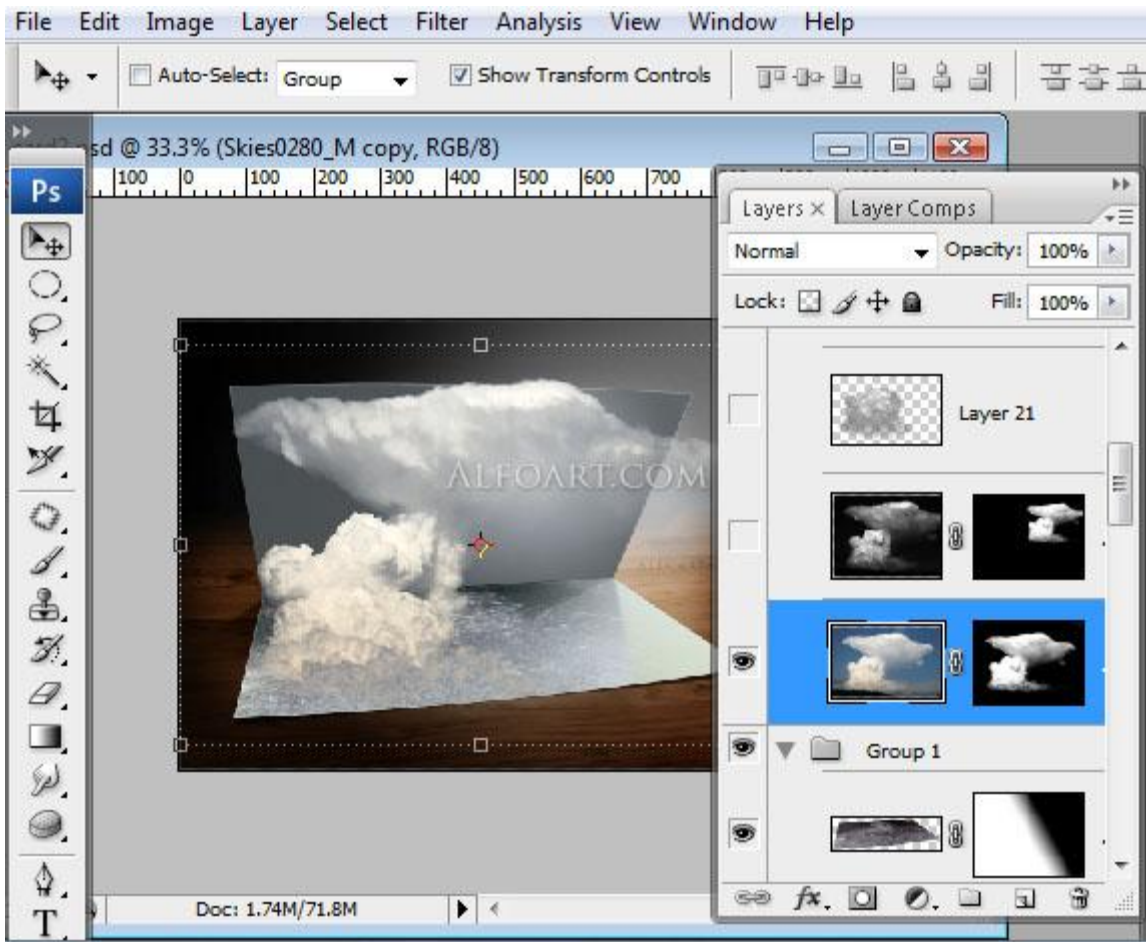 File Edit Image Layer Select Filter Analysis View Window Help
Auto-Select: Group Show Transform Controls
.psd @ 33.3% (Skies0280_M copy, RGB/8)
100 0 100 200 300 400 500 600 700
Ps
Layers × Layer Comps
Normal Opacity: 100%
Lock: Fill: 100%
Layer 21
ALFOART.COM
Group 1
T
Doc: 1.74M/71.8M
fx.